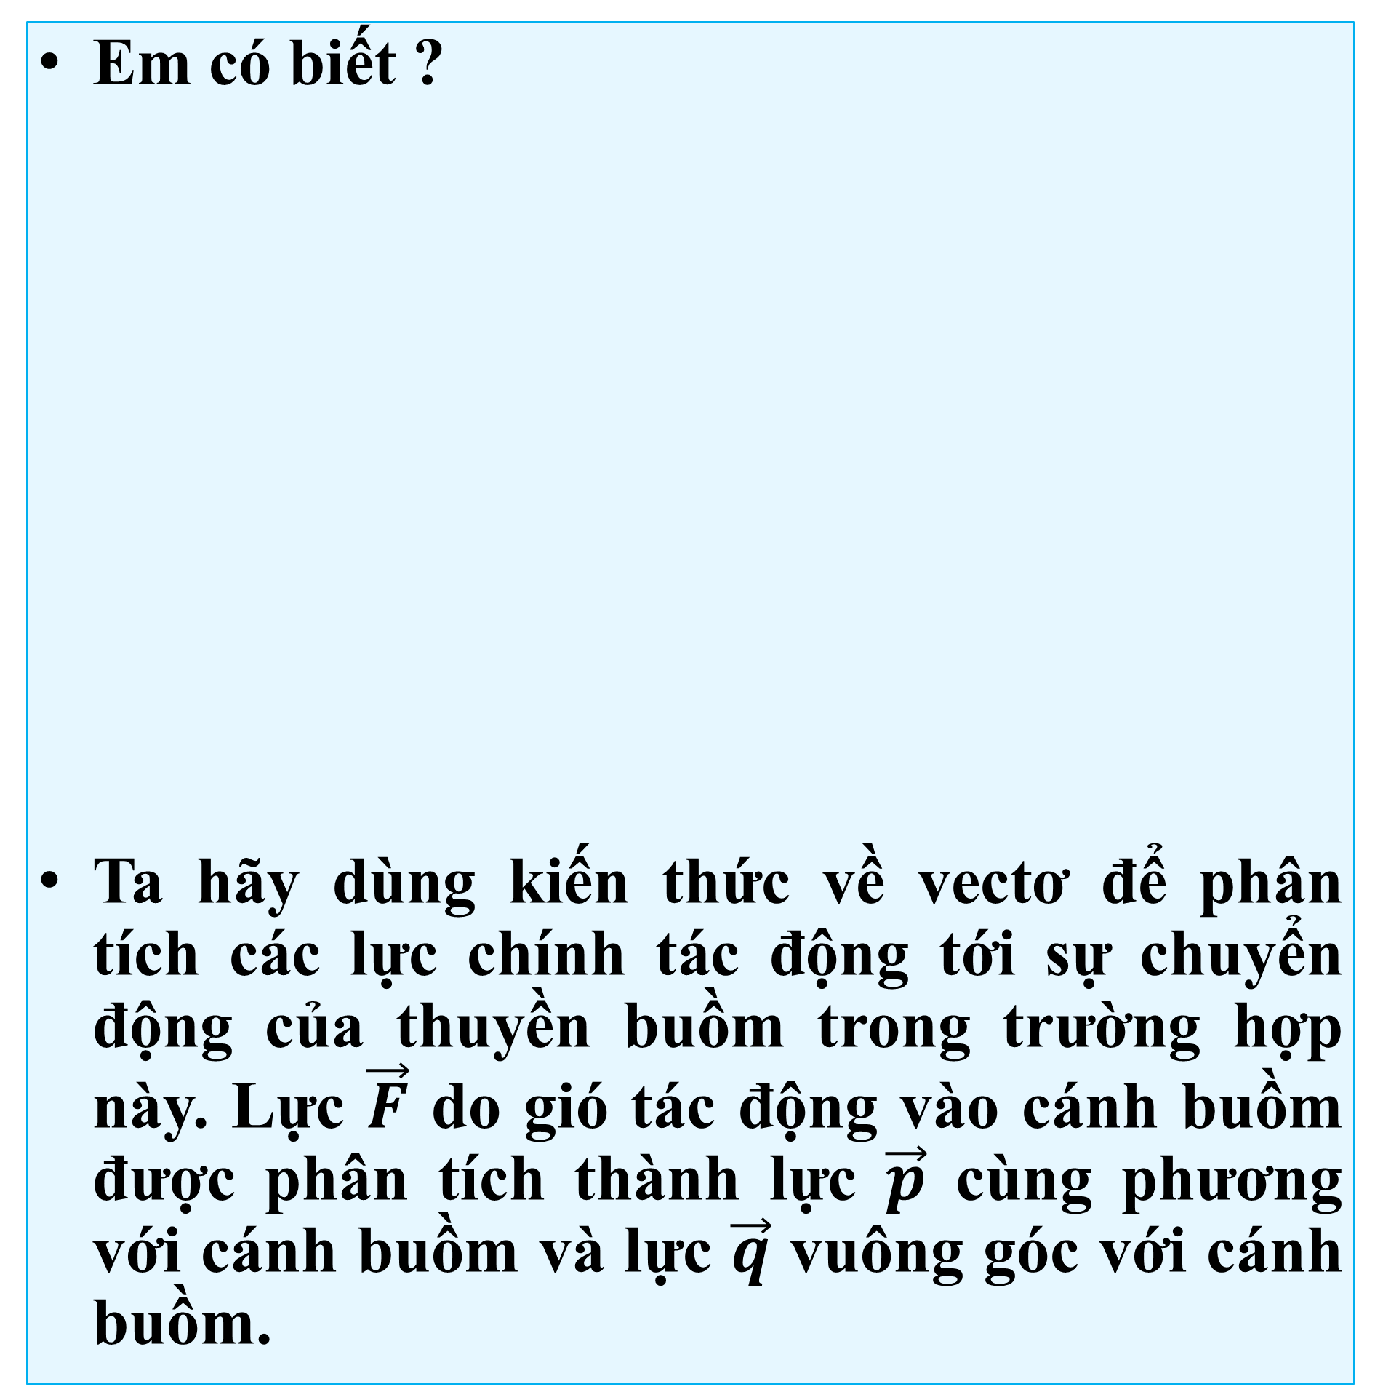 • Em có biết ?
• Ta hãy dùng kiến thức về vectơ để phân
tích các lực chính tác động tới sự chuyển
động của thuyền buồm trong trường hợp
này. Lực \overrightarrow{F} do gió tác động vào cánh buồm
được phân tích thành lực \overrightarrow{p} cùng phương
với cánh buồm và lực \overrightarrow{q} vuông góc với cánh
buồm.